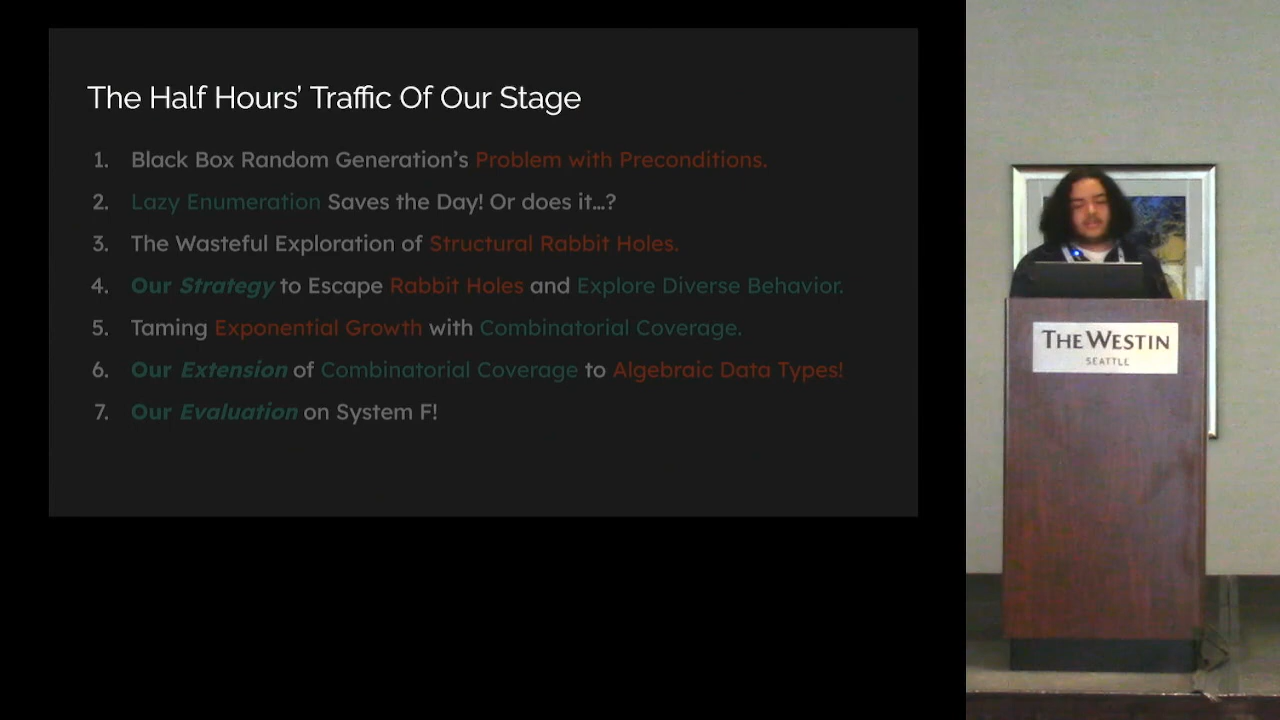 The Half Hours’ Traffic Of Our Stage
1. Black Box Random Generation’s Problem with Preconditions.
2. Lazy Enumeration Saves the Day! Or does it...?
3. The Wasteful Exploration of Structural Rabbit Holes.
4. Our Strategy to Escape Rabbit Holes and Explore Diverse Behavior.
5. Taming Exponential Growth with Combinatorial Coverage.
6. Our Extension of Combinatorial Coverage to Algebraic Data Types!
7. Our Evaluation on System F!
THE WESTIN
SEATTLE